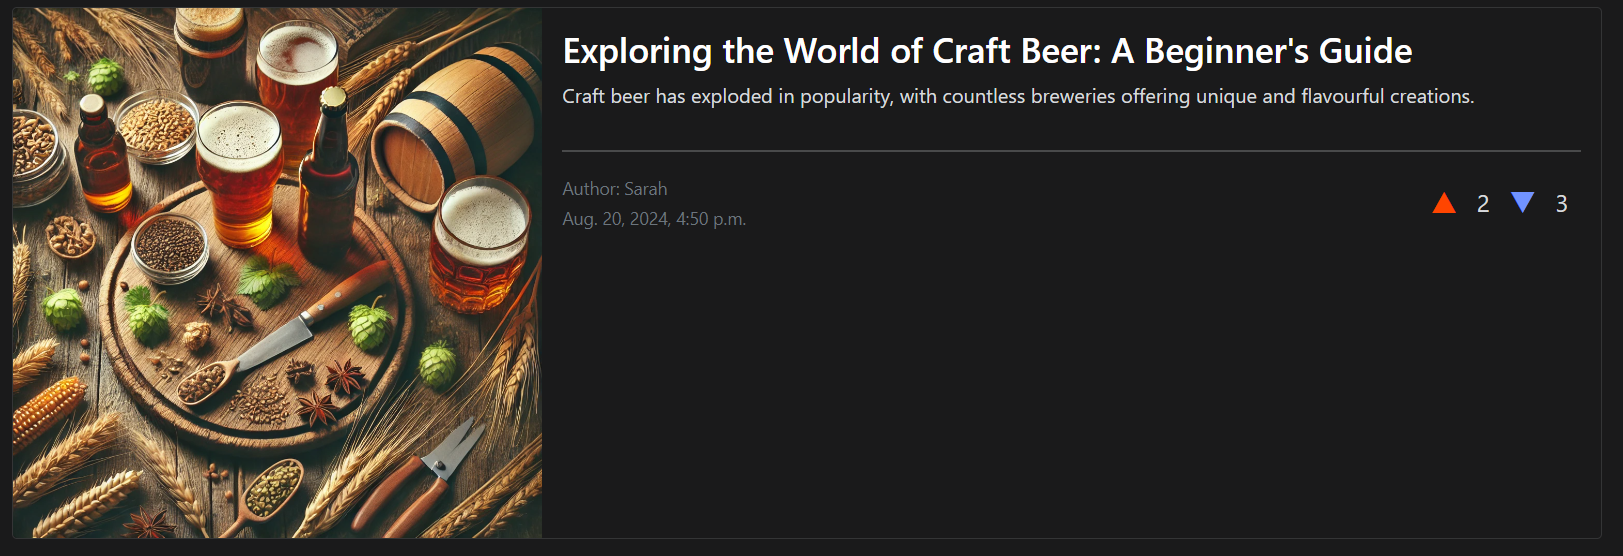 Exploring the World of Craft Beer: A Beginner's Guide
Craft beer has exploded in popularity, with countless breweries offering unique and flavourful creations.
Author: Sarah
Aug. 20, 2024, 4:50 p.m.
2 3